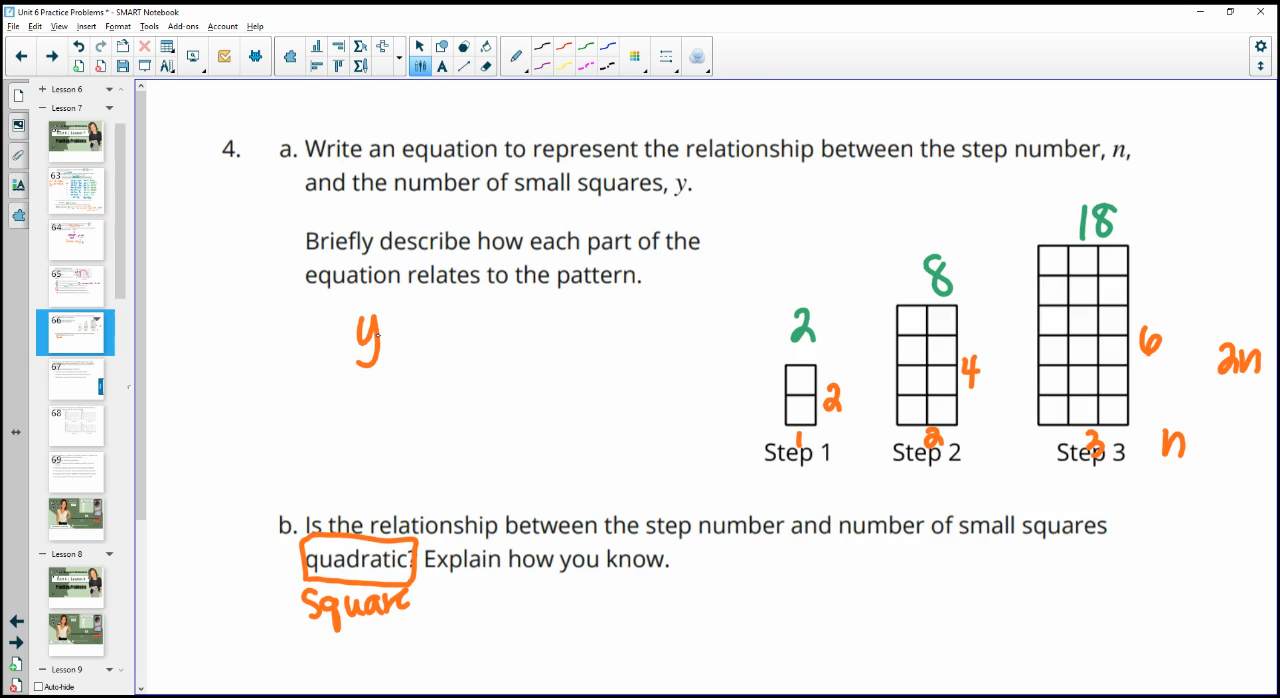 Unit 6 Practice Problems * - SMART Notebook
File Edit View Insert Format Tools Add-ons Account Help
Lesson 6
Lesson 7
63
64
65
66
67
68
69
Lesson 8
Lesson 9
Auto-hide
4. a. Write an equation to represent the relationship between the step number, n,
and the number of small squares, y.
Briefly describe how each part of the
equation relates to the pattern.
y
2 8 18
2 4 6 2n
1 2 3 n
Step 1 Step 2 Step 3
b. Is the relationship between the step number and number of small squares
quadratic? Explain how you know.
Square